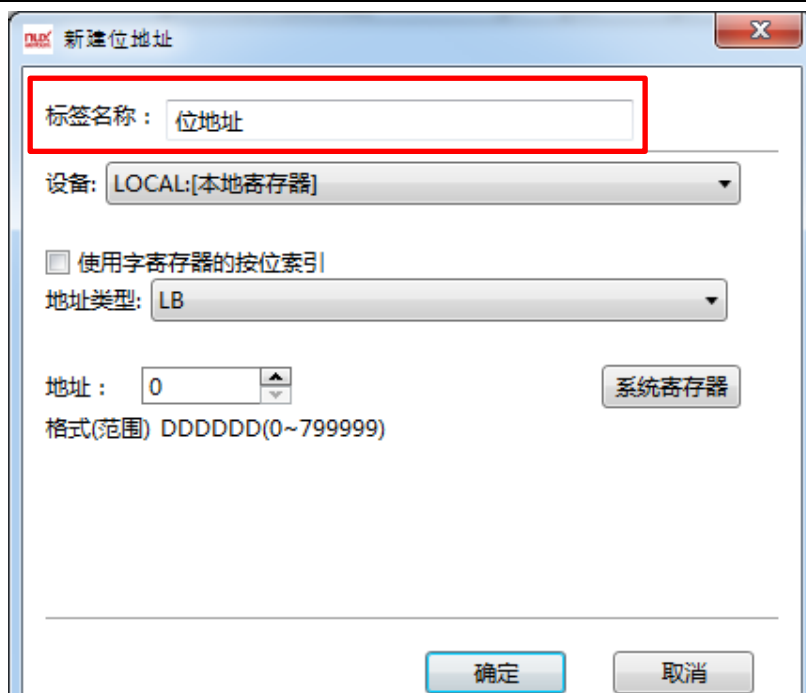 nux 新建位地址
标签名称： 位地址
设备: LOCAL:[本地寄存器]
使用字寄存器的按位索引
地址类型: LB
地址： 0 系统寄存器
格式(范围) DDDDDD(0~799999)
确定 取消